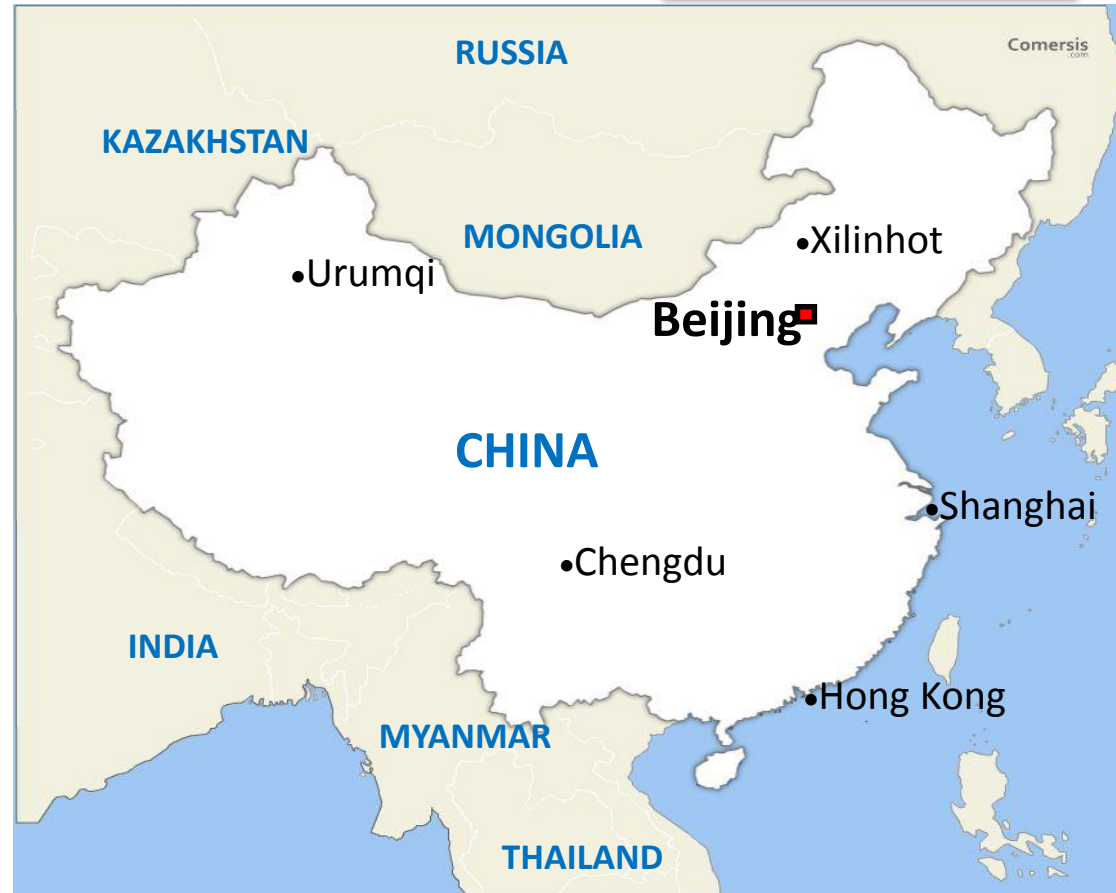 RUSSIA
Comersis
.com
KAZAKHSTAN
MONGOLIA
•Xilinhot
•Urumqi
Beijing
CHINA
•Shanghai
•Chengdu
INDIA
•Hong Kong
MYANMAR
THAILAND